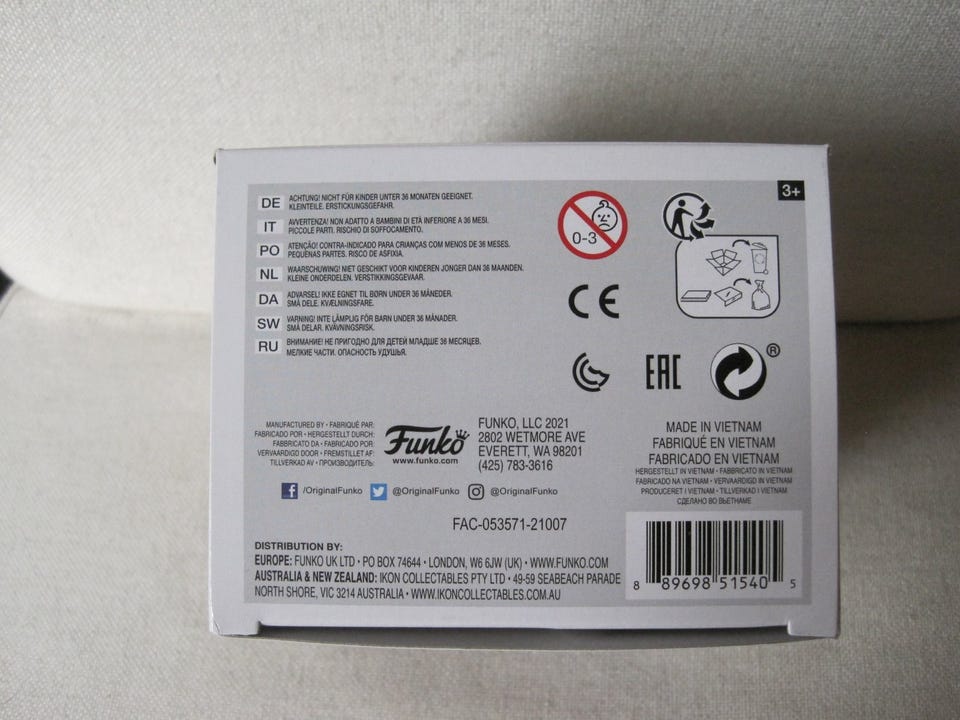 3+
DE ACHTUNG! NICHT FÜR KINDER UNTER 36 MONATEN GEEIGNET.
KLEINTEILE. ERSTICKUNGSGEFAHR.
IT AVVERTENZA! NON ADATTO A BAMBINI DI ETÀ INFERIORE A 36 MESI.
PICCOLE PARTI. RISCHIO DI SOFFOCAMENTO.
PO ATENÇÃO! CONTRA-INDICADO PARA CRIANÇAS COM MENOS DE 36 MESES.
PEQUENAS PARTES. RISCO DE ASFIXIA.
NL WAARSCHUWING! NIET GESCHIKT VOOR KINDEREN JONGER DAN 36 MAANDEN.
KLEINE ONDERDELEN. VERSTIKKINGSGEVAAR.
DA ADVARSEL! IKKE EGNET TIL BØRN UNDER 36 MÅNEDER.
SMÅ DELE. KVÆLNINGSFARE.
SW VARNING! INTE LÄMPLIG FÖR BARN UNDER 36 MÅNADER.
SMÅ DELAR. KVÄVNINGSRISK.
RU ВНИМАНИЕ! НЕ ПРИГОДНО ДЛЯ ДЕТЕЙ МЛАДШЕ 36 МЕСЯЦЕВ.
МЕЛКИЕ ЧАСТИ. ОПАСНОСТЬ УДУШЬЯ.
0-3
CE
EAC
®
MANUFACTURED BY • FABRIQUÉ PAR:
FABRICADO POR • HERGESTELLT DURCH:
FABBRICATO DA • FABRICADO POR:
VERVAARDIGD DOOR • FREMSTILLET AF:
TILLVERKAD AV • ПРОИЗВОДИТЕЛЬ:
Funko
www.funko.com
FUNKO, LLC 2021
2802 WETMORE AVE
EVERETT, WA 98201
(425) 783-3616
MADE IN VIETNAM
FABRIQUÉ EN VIETNAM
FABRICADO EN VIETNAM
HERGESTELLT IN VIETNAM • FABBRICATO IN VIETNAM
FABRICADO NA VIETNAM • VERVAARDIGD IN VIETNAM
PRODUCERET I VIETNAM • TILLVERKAD I VIETNAM
СДЕЛАНО ВО ВЬЕТНАМЕ
/OriginalFunko @OriginalFunko @OriginalFunko
FAC-053571-21007
DISTRIBUTION BY:
EUROPE: FUNKO UK LTD • PO BOX 74644 • LONDON, W6 6JW (UK) • WWW.FUNKO.COM
AUSTRALIA & NEW ZEALAND: IKON COLLECTABLES PTY LTD • 49-59 SEABEACH PARADE
NORTH SHORE, VIC 3214 AUSTRALIA • WWW.IKONCOLLECTABLES.COM.AU
8 89698 51540 5